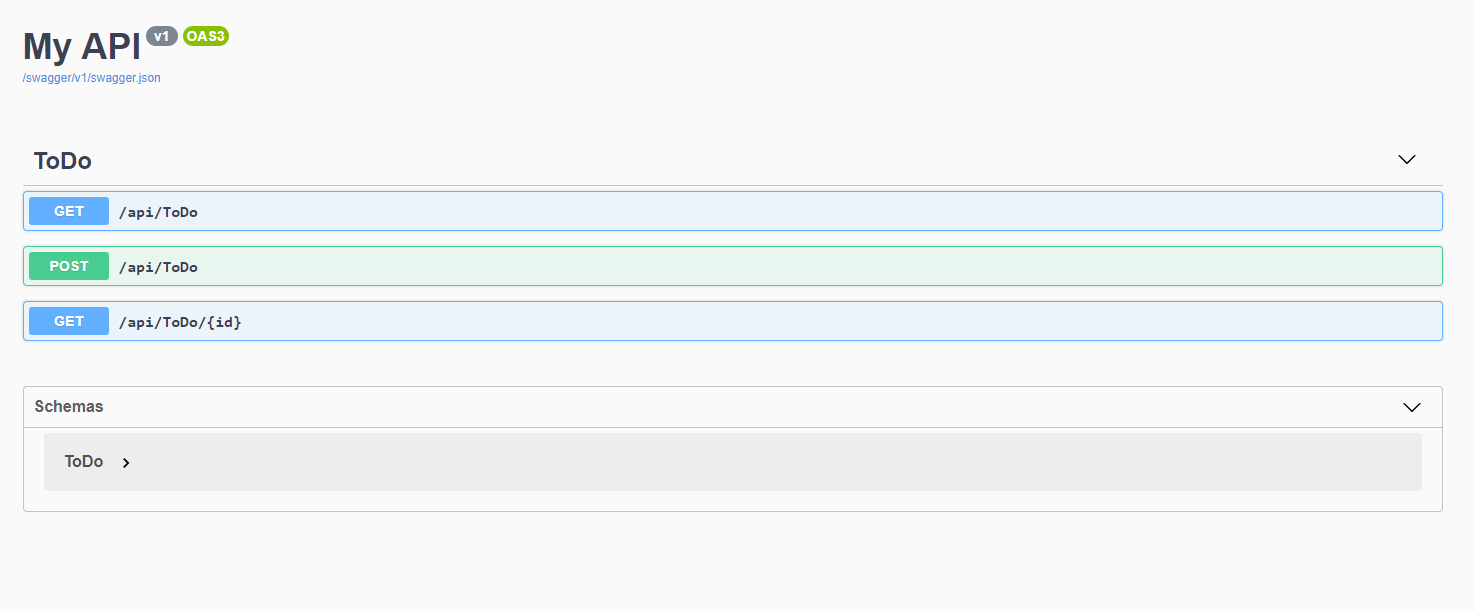 My API v1 OAS3
/swagger/v1/swagger.json
ToDo
GET /api/ToDo
POST /api/ToDo
GET /api/ToDo/{id}
Schemas
ToDo